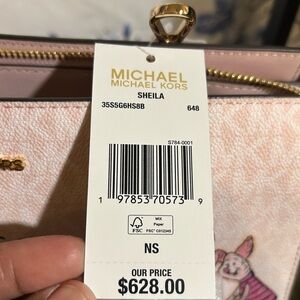 MICHAEL
MICHAEL KORS
SHEILA
35S5G6HS8B 648
S784-0001
1 97853 70573 9
FSC
MIX
Paper
NS
OUR PRICE
$628.00